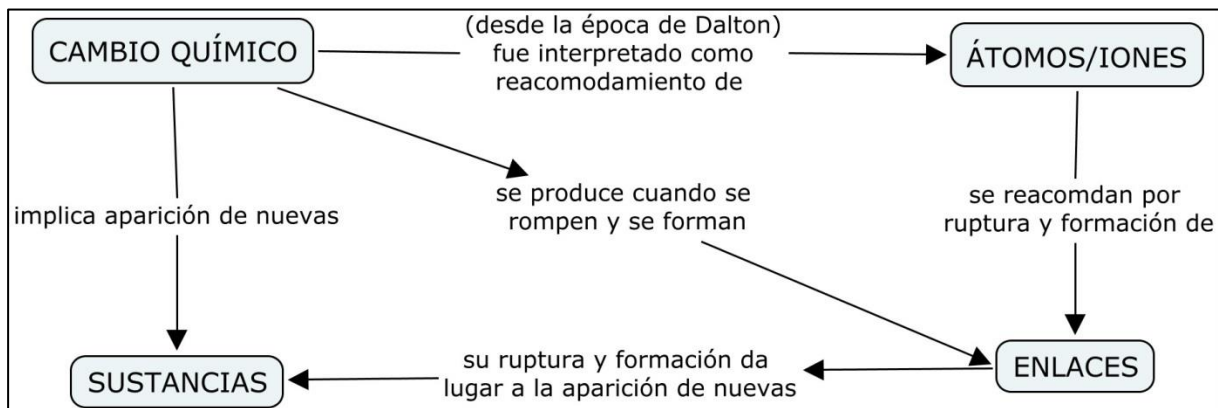 CAMBIO QUÍMICO
(desde la época de Dalton)
fue interpretado como
reacomodamiento de
ÁTOMOS/IONES
implica aparición de nuevas
se produce cuando se
rompen y se forman
se reacomdan por
ruptura y formación de
SUSTANCIAS
su ruptura y formación da
lugar a la aparición de nuevas
ENLACES